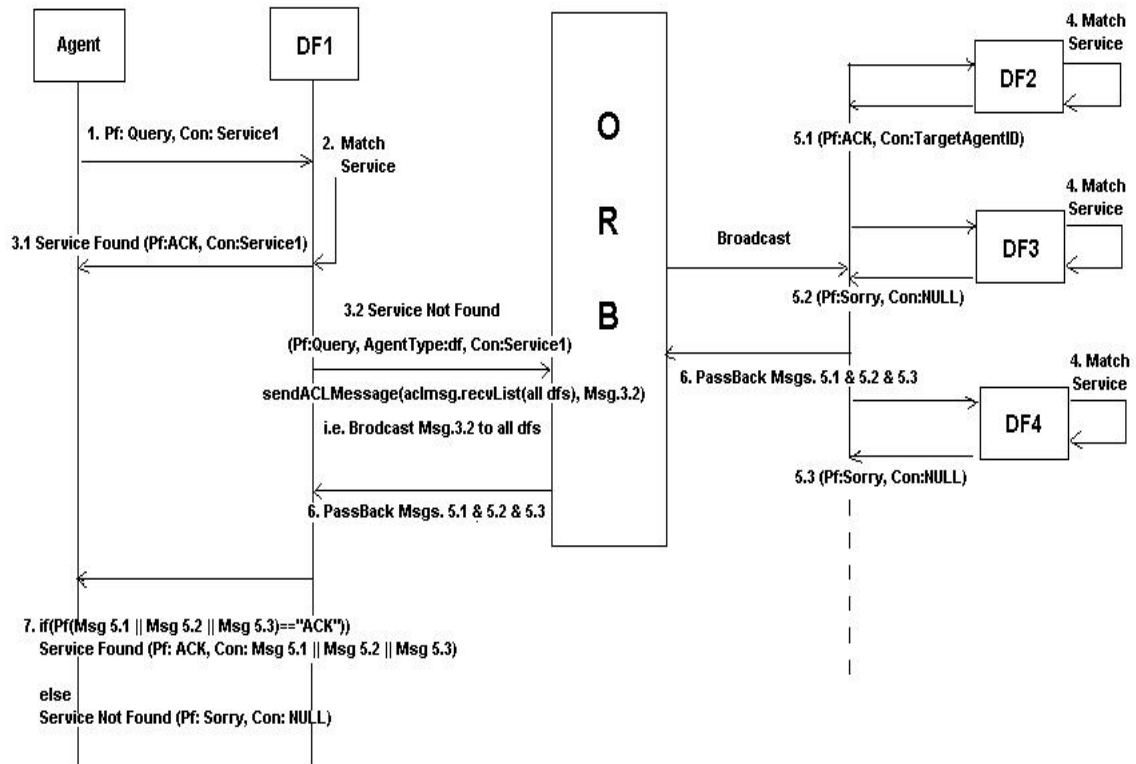 Agent
DF1
O
R
B
DF2
4. Match
Service
1. Pf: Query, Con: Service1
2. Match
Service
5.1 (Pf:ACK, Con:TargetAgentID)
3.1 Service Found (Pf:ACK, Con:Service1)
Broadcast
DF3
4. Match
Service
5.2 (Pf:Sorry, Con:NULL)
3.2 Service Not Found
(Pf:Query, AgentType:df, Con:Service1)
sendACLMessage(aclmsg.recvList(all dfs), Msg.3.2)
i.e. Brodcast Msg.3.2 to all dfs
6. PassBack Msgs. 5.1 & 5.2 & 5.3
DF4
4. Match
Service
5.3 (Pf:Sorry, Con:NULL)
6. PassBack Msgs. 5.1 & 5.2 & 5.3
7. if(Pf(Msg 5.1 || Msg 5.2 || Msg 5.3)=="ACK"))
Service Found (Pf: ACK, Con: Msg 5.1 || Msg 5.2 || Msg 5.3)
else
Service Not Found (Pf: Sorry, Con: NULL)